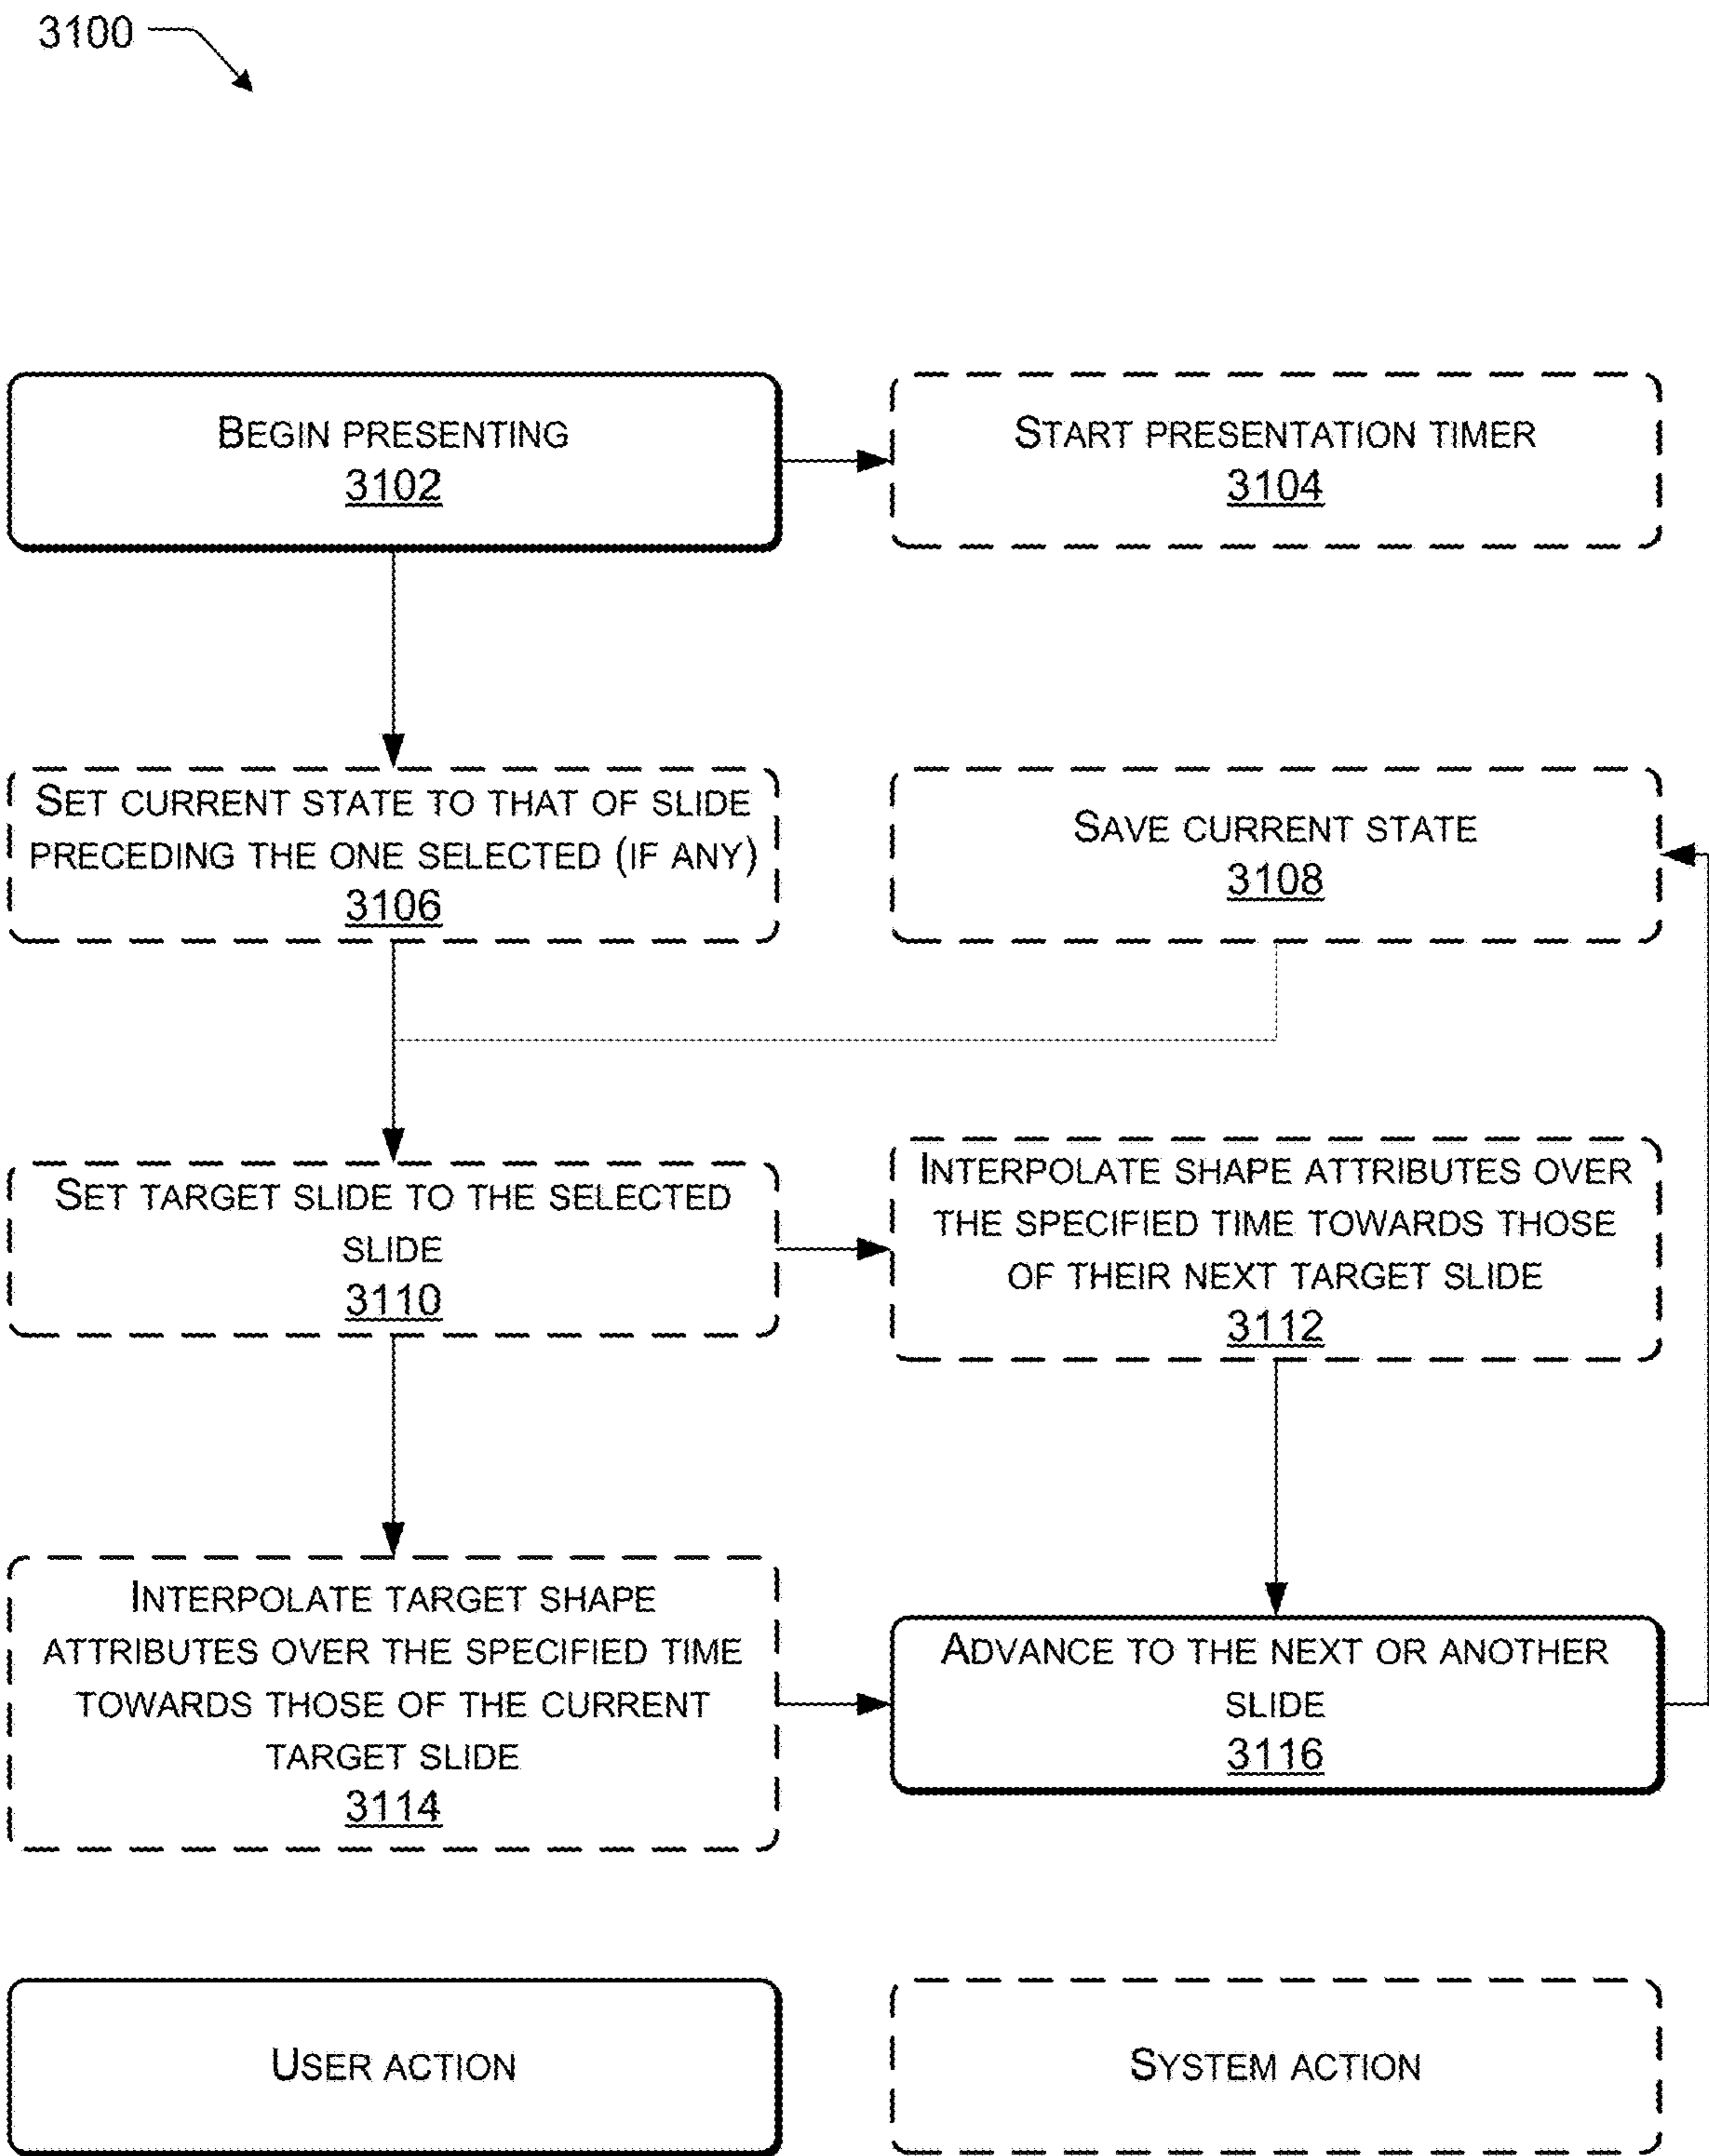 3100
BEGIN PRESENTING
3102
START PRESENTATION TIMER
3104
SET CURRENT STATE TO THAT OF SLIDE
PRECEDING THE ONE SELECTED (IF ANY)
3106
SAVE CURRENT STATE
3108
SET TARGET SLIDE TO THE SELECTED
SLIDE
3110
INTERPOLATE SHAPE ATTRIBUTES OVER
THE SPECIFIED TIME TOWARDS THOSE
OF THEIR NEXT TARGET SLIDE
3112
INTERPOLATE TARGET SHAPE
ATTRIBUTES OVER THE SPECIFIED TIME
TOWARDS THOSE OF THE CURRENT
TARGET SLIDE
3114
ADVANCE TO THE NEXT OR ANOTHER
SLIDE
3116
USER ACTION
SYSTEM ACTION